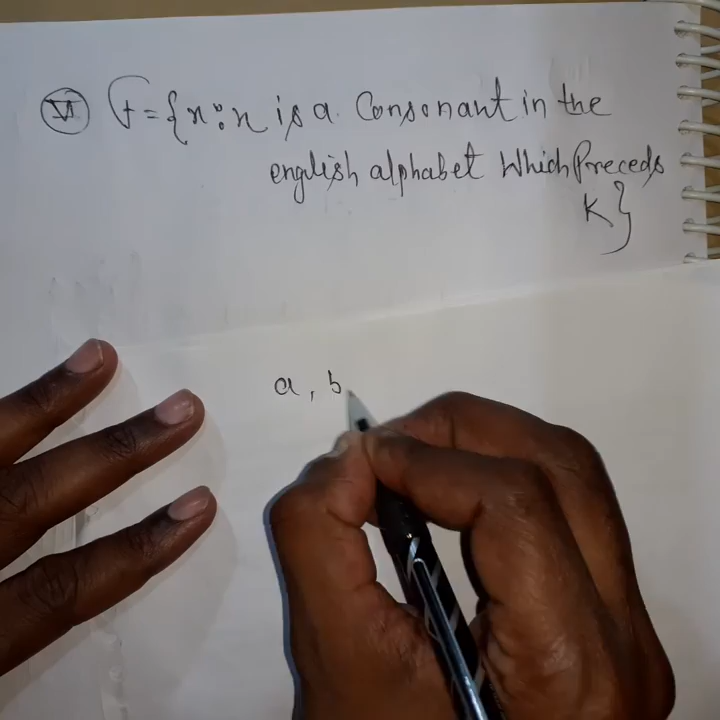 VI F={x:x is a Consonant in the
english alphabet Which Preceds
K}
a, b